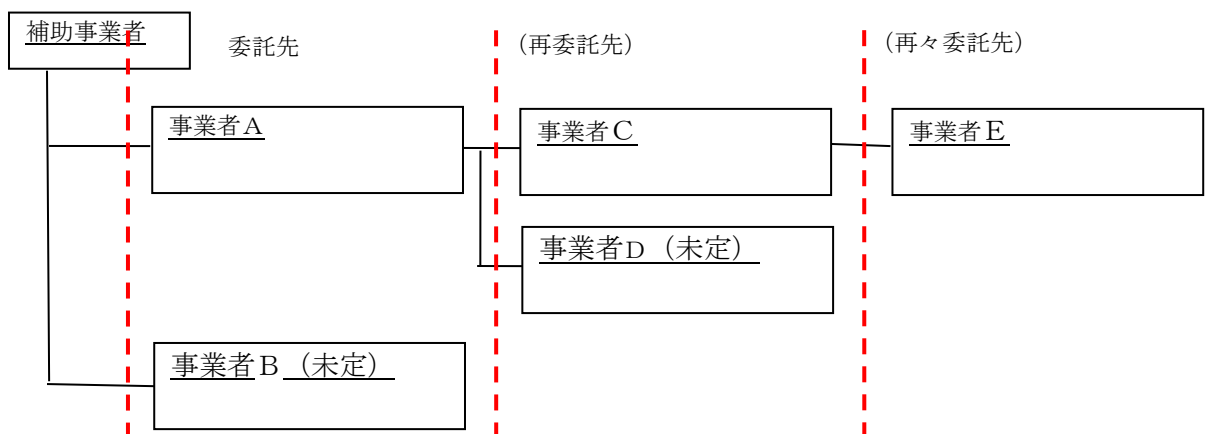 補助事業者
委託先
（再委託先）
（再々委託先）
事業者Ａ
事業者Ｃ
事業者Ｅ
事業者D（未定）
事業者Ｂ（未定）